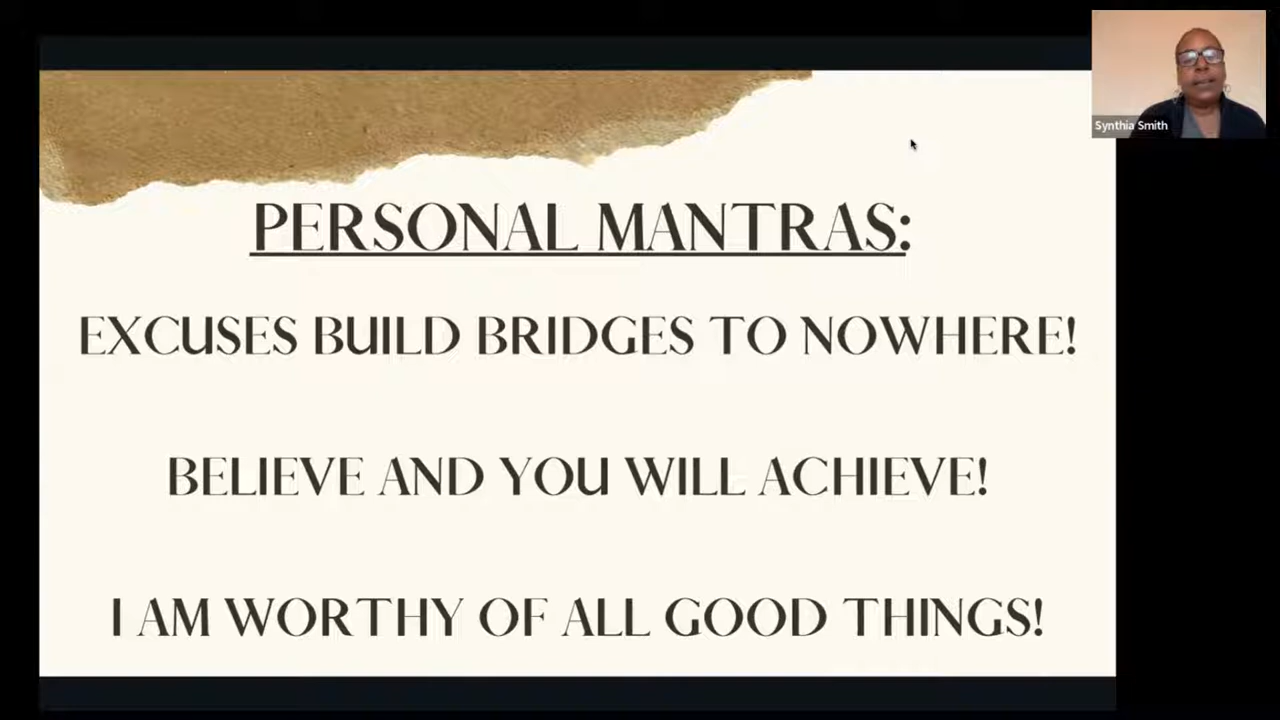 Synthia Smith
PERSONAL MANTRAS:
EXCUSES BUILD BRIDGES TO NOWHERE!
BELIEVE AND YOU WILL ACHIEVE!
I AM WORTHY OF ALL GOOD THINGS!